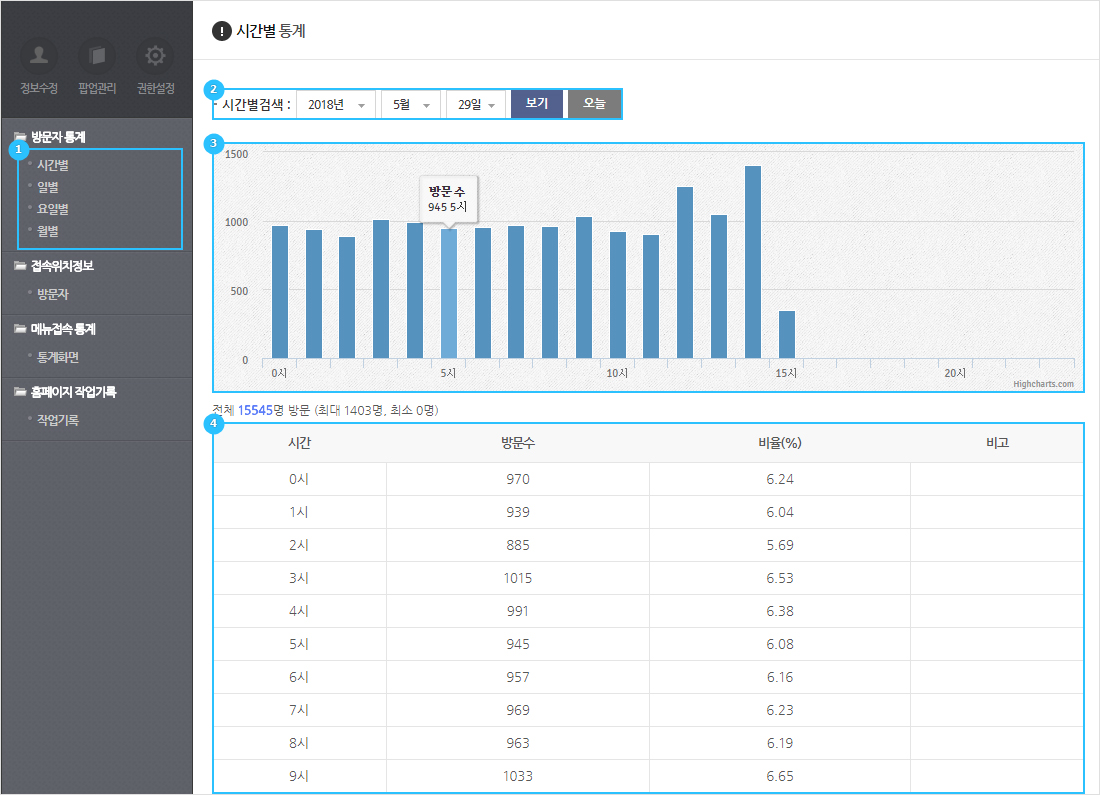 정보수정 팝업관리 권한설정
방문자 통계
1
시간별
일별
요일별
월별
접속위치정보
방문자
메뉴접속 통계
통계화면
홈페이지 작업기록
작업기록
! 시간별 통계
2
시간별검색 : 2018년 5월 29일 보기 오늘
3
1500
1000
500
0
방문수
945 5시
0시 5시 10시 15시 20시
Highcharts.com
전체 15545명 방문 (최대 1403명, 최소 0명)
4
시간 방문수 비율(%) 비고
0시 970 6.24
1시 939 6.04
2시 885 5.69
3시 1015 6.53
4시 991 6.38
5시 945 6.08
6시 957 6.16
7시 969 6.23
8시 963 6.19
9시 1033 6.65